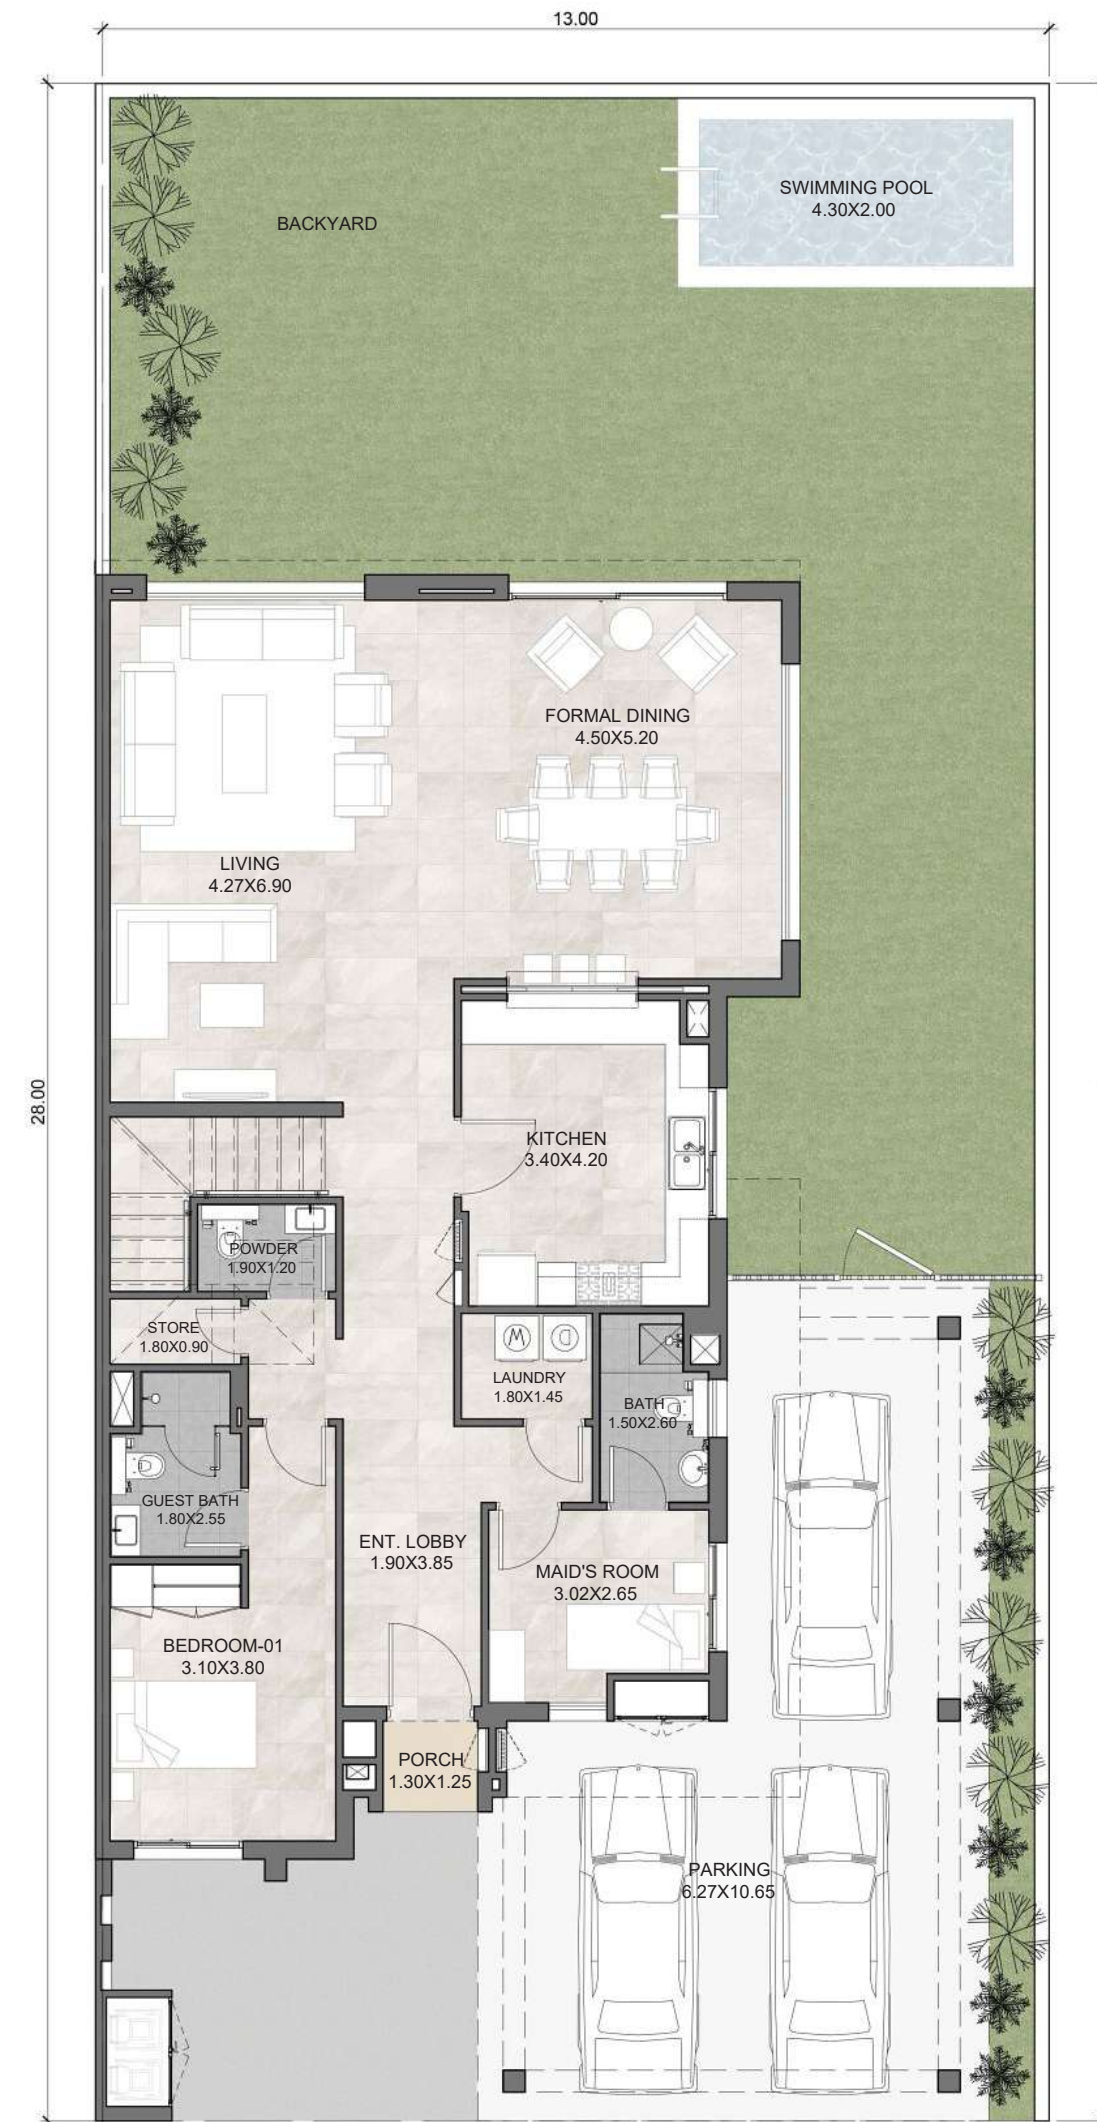 13.00
SWIMMING POOL
4.30X2.00
BACKYARD
FORMAL DINING
4.50X5.20
LIVING
4.27X6.90
28.00
KITCHEN
3.40X4.20
POWDER
1.90X1.20
STORE
1.80X0.90
W
D
LAUNDRY
1.80X1.45
BATH
1.50X2.60
GUEST BATH
1.80X2.55
ENT. LOBBY
1.90X3.85
MAID'S ROOM
3.02X2.65
BEDROOM-01
3.10X3.80
PORCH
1.30X1.25
PARKING
6.27X10.65